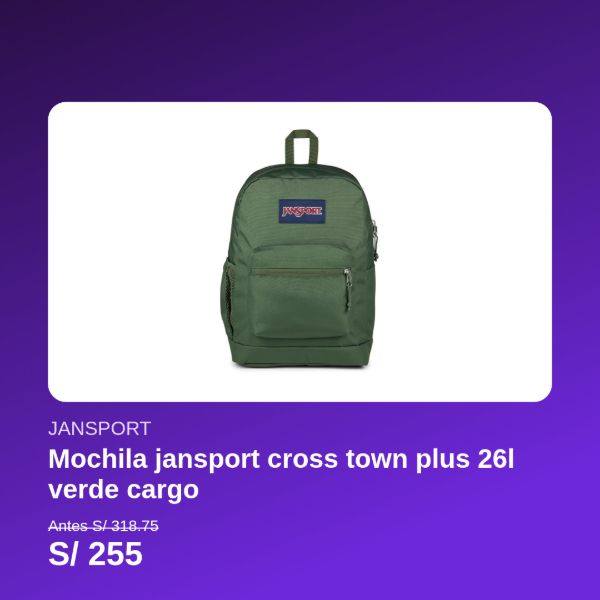 JANSPORT
JANSPORT
Mochila jansport cross town plus 26l
verde cargo
Antes S/ 318.75
S/ 255